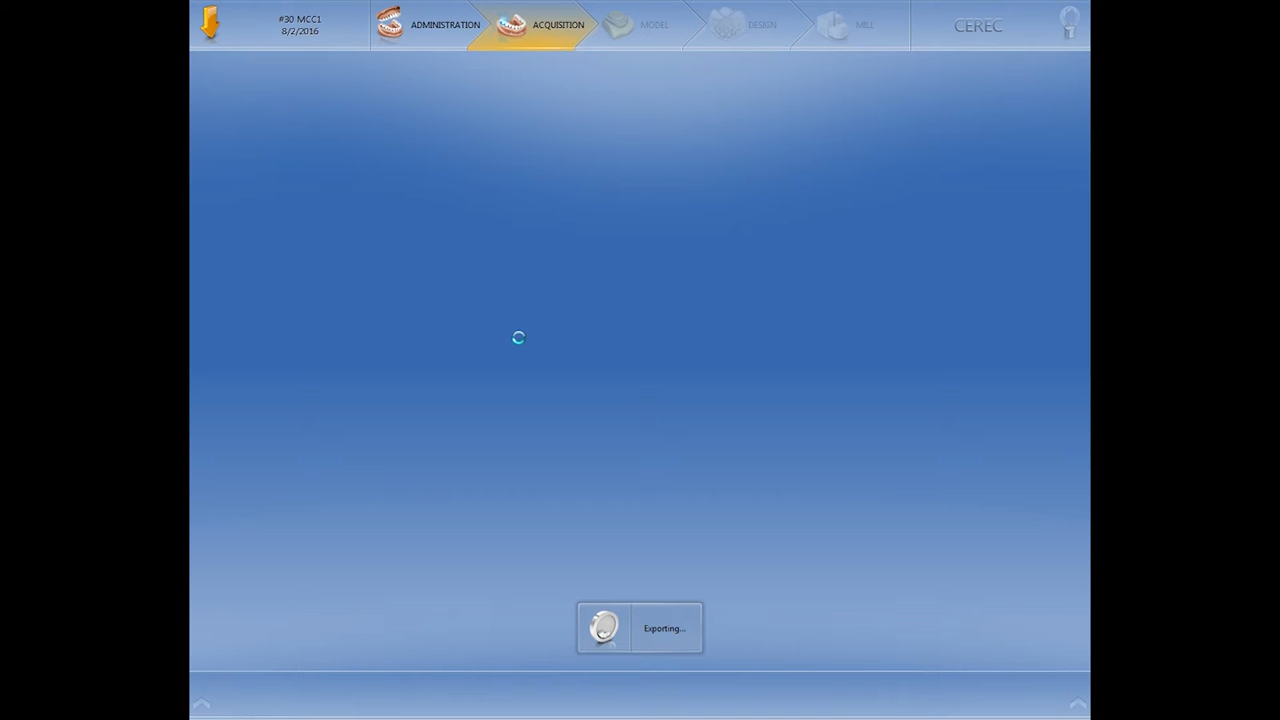 #30 MCC1
8/2/2016
ADMINISTRATION
ACQUISITION
MODEL
DESIGN
MILL
CEREC
Exporting...